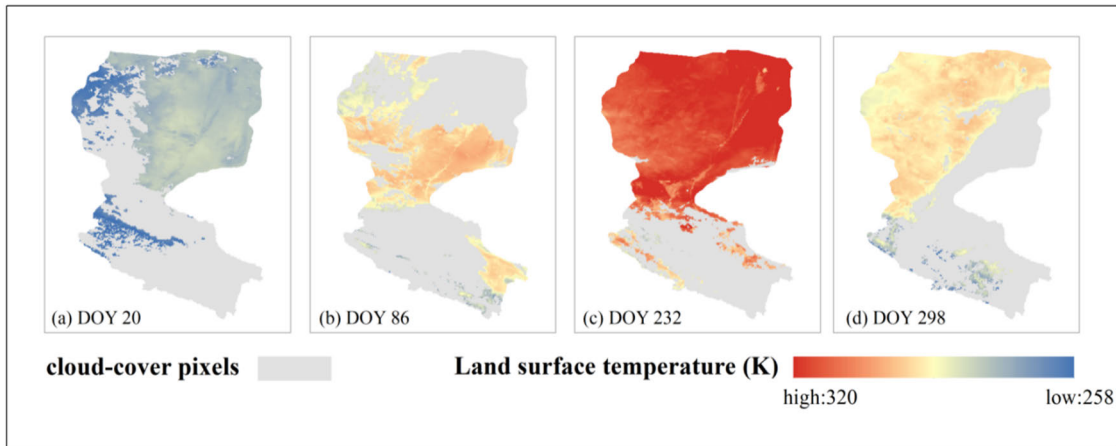 (a) DOY 20
(b) DOY 86
(c) DOY 232
(d) DOY 298
cloud-cover pixels
Land surface temperature (K)
high:320
low:258